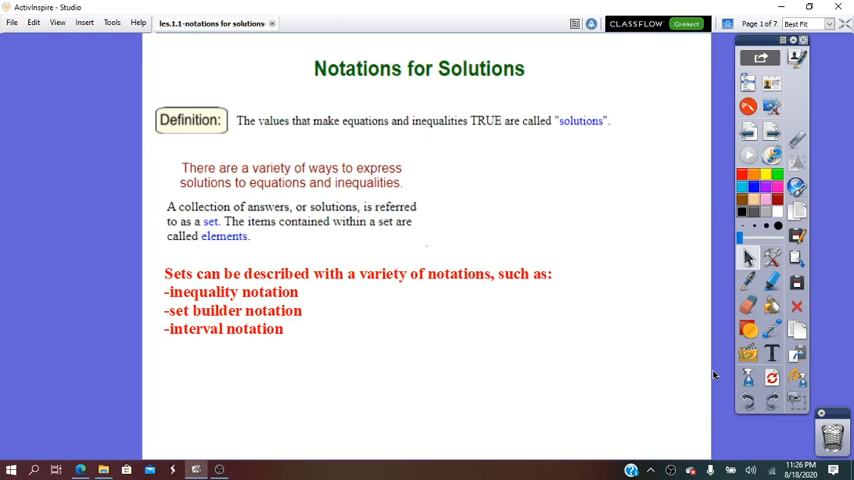 ActivInspire - Studio
File Edit View Insert Tools Help
les.1.1-notations for solutions
CLASSFLOW Connect
Page 1 of 7 Best Fit
Notations for Solutions
Definition: The values that make equations and inequalities TRUE are called "solutions".
There are a variety of ways to express
solutions to equations and inequalities.
A collection of answers, or solutions, is referred
to as a set. The items contained within a set are
called elements.
Sets can be described with a variety of notations, such as:
-inequality notation
-set builder notation
-interval notation
11:26 PM
8/18/2020